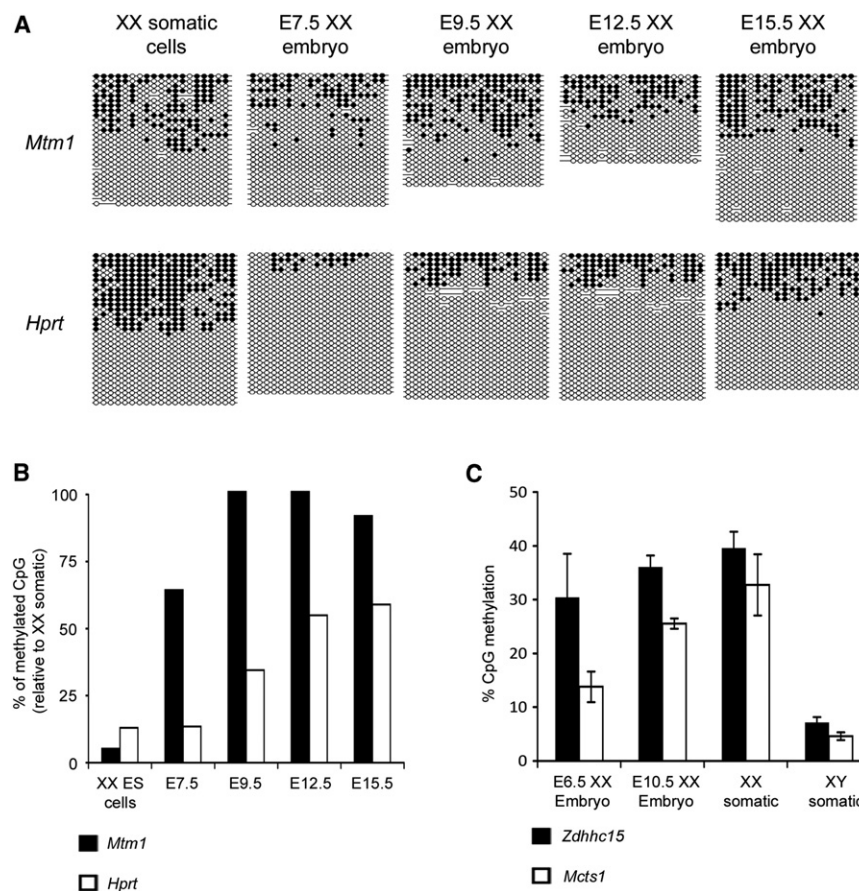 A
XX somatic cells
E7.5 XX embryo
E9.5 XX embryo
E12.5 XX embryo
E15.5 XX embryo
Mtm1
Hprt
B
% of methylated CpG
(relative to XX somatic)
100
75
50
25
0
XX ES cells
E7.5
E9.5
E12.5
E15.5
Mtm1
Hprt
C
% CpG methylation
50
40
30
20
10
0
E6.5 XX Embryo
E10.5 XX Embryo
XX somatic
XY somatic
Zdhhc15
Mcts1